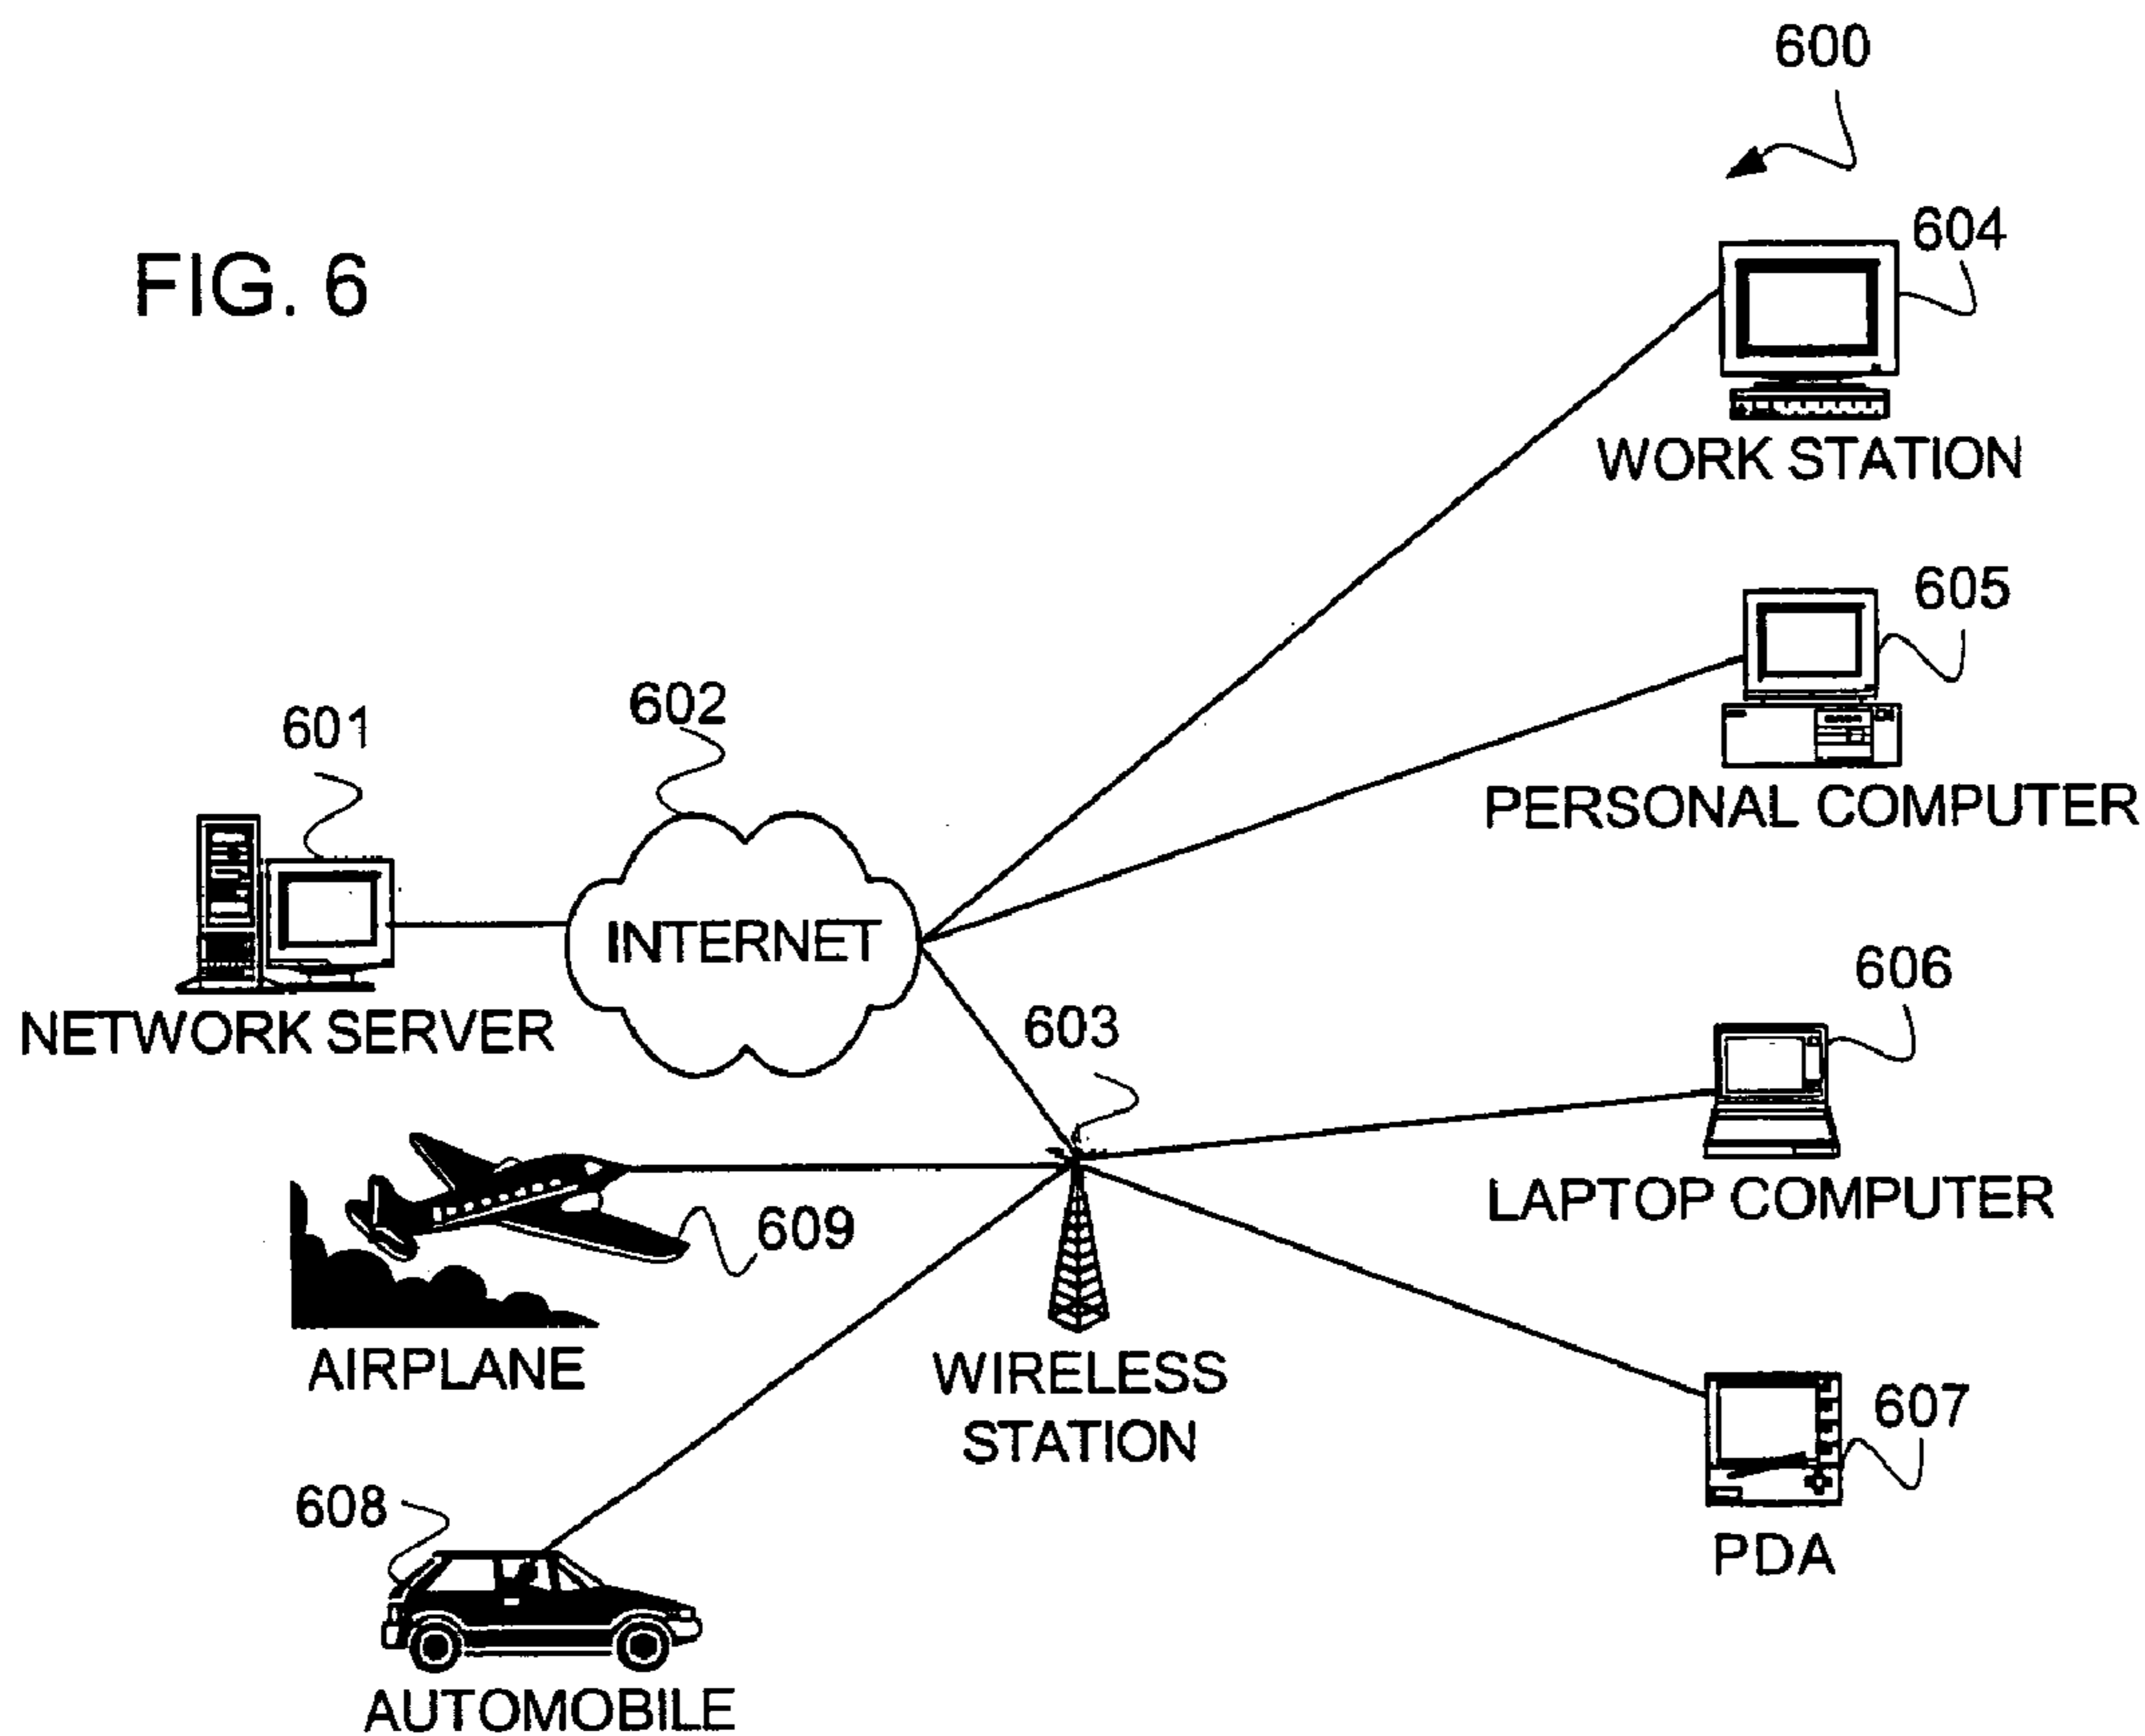 600
604
FIG. 6
WORK STATION
605
602
601
PERSONAL COMPUTER
INTERNET
606
603
NETWORK SERVER
LAPTOP COMPUTER
609
AIRPLANE
WIRELESS
STATION
607
608
PDA
AUTOMOBILE